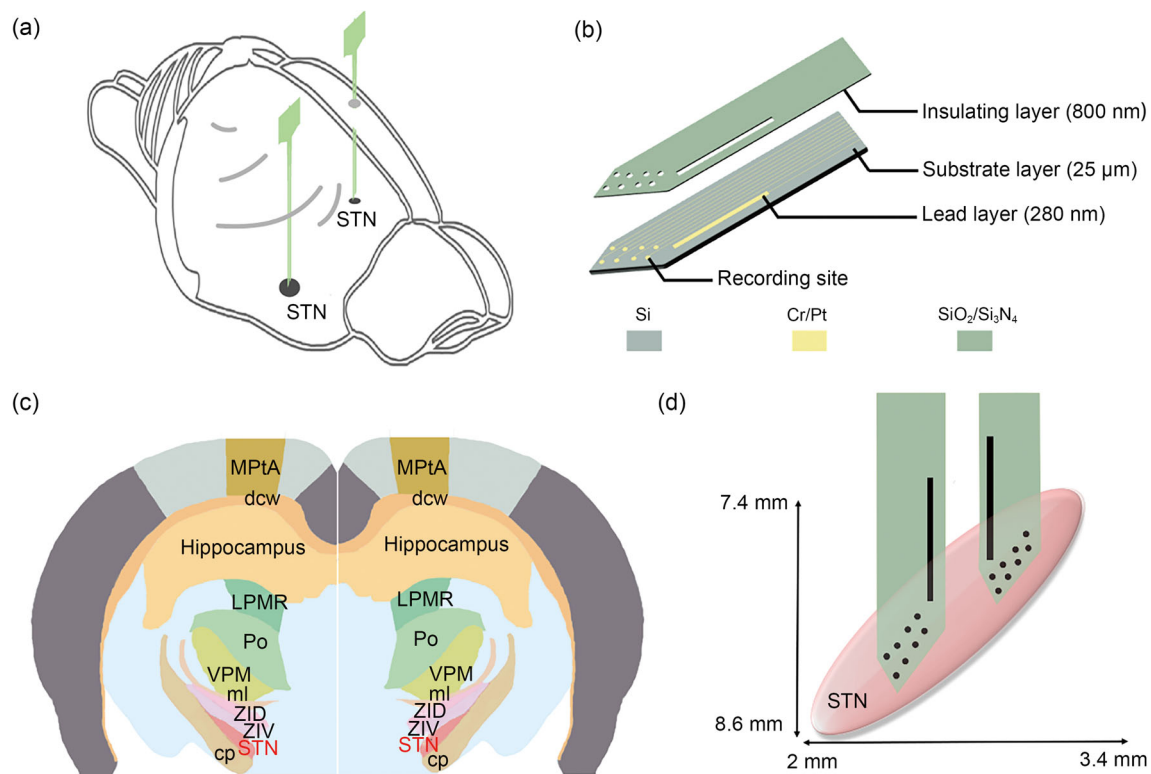 (a)
STN
STN
(b)
Insulating layer (800 nm)
Substrate layer (25 μm)
Lead layer (280 nm)
Recording site
Si
Cr/Pt
SiO₂/Si₃N₄
(c)
MPtA
MPtA
dcw
dcw
Hippocampus
Hippocampus
LPMR
LPMR
Po
Po
VPM
VPM
ml
ml
ZID
ZID
ZIV
ZIV
STN
STN
cp
cp
(d)
7.4 mm
STN
8.6 mm
2 mm
3.4 mm